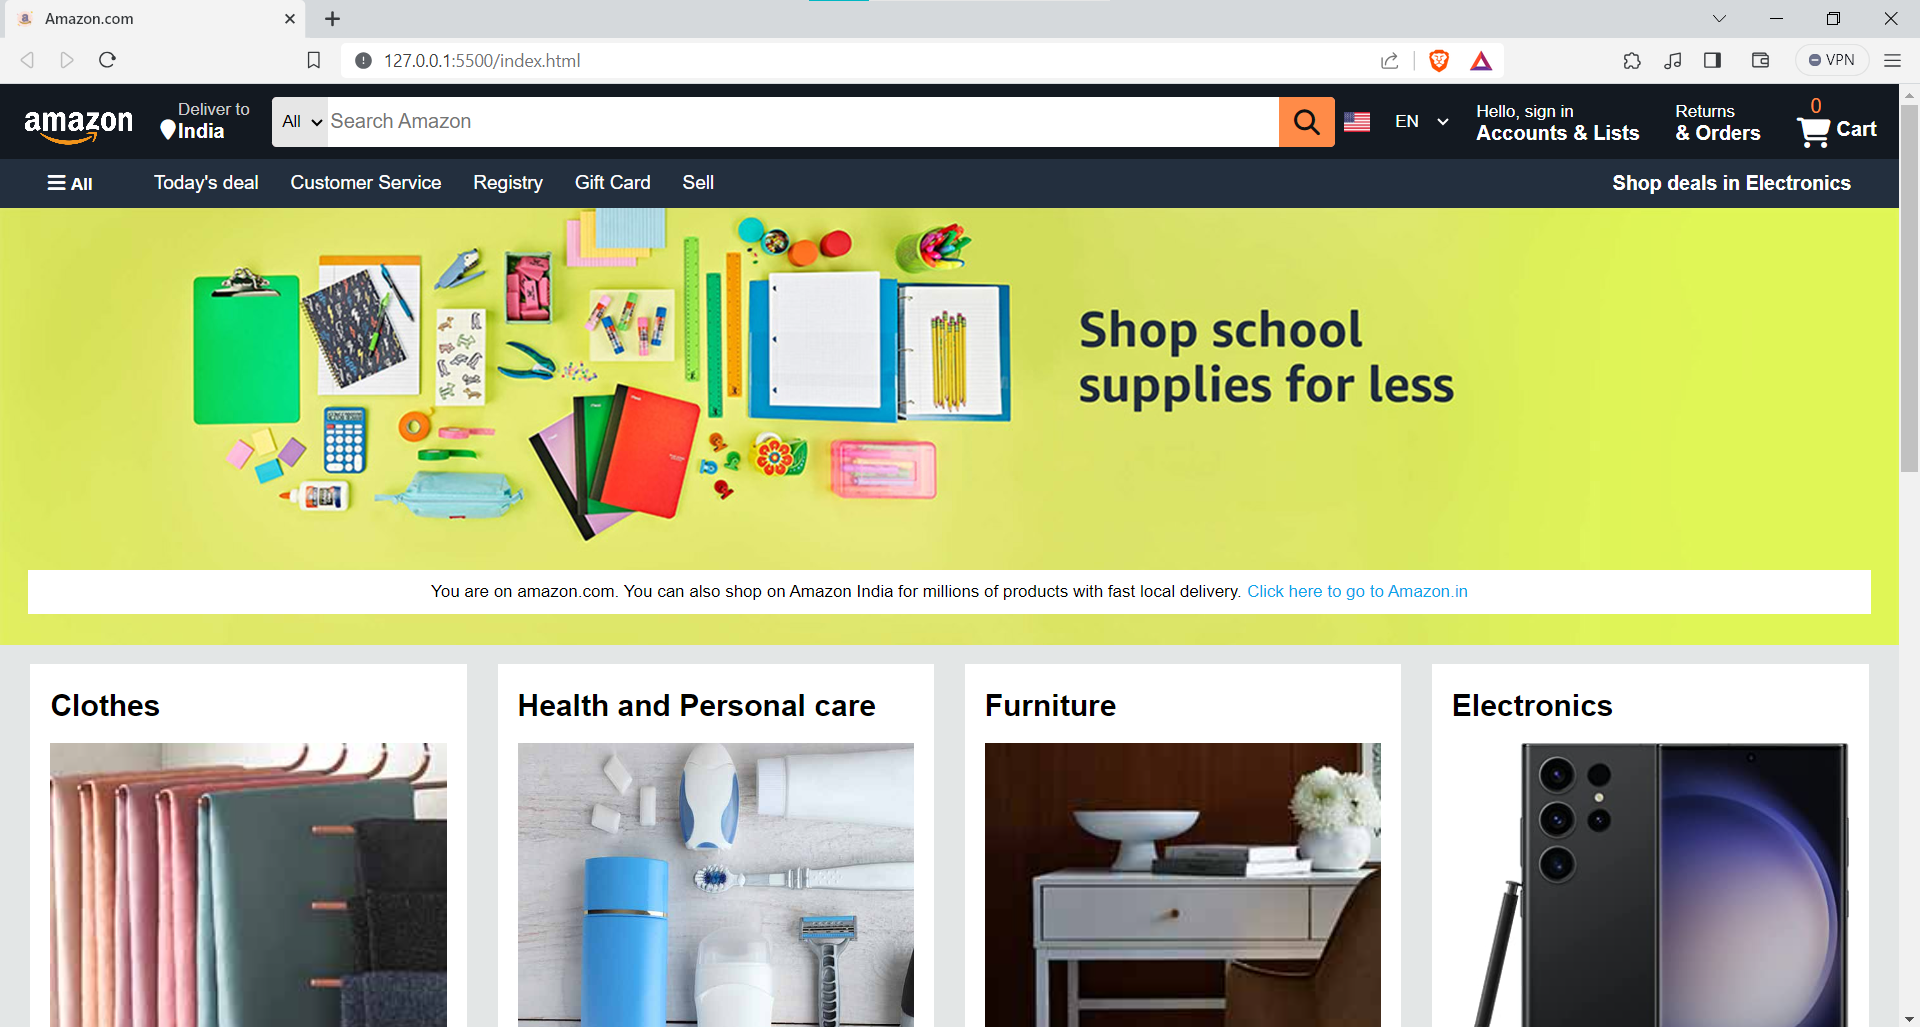 Amazon.com
127.0.0.1:5500/index.html
VPN
amazon
Deliver to
India
All
Search Amazon
EN
Hello, sign in
Accounts & Lists
Returns
& Orders
0
Cart
All
Today's deal
Customer Service
Registry
Gift Card
Sell
Shop deals in Electronics
Shop school
supplies for less
You are on amazon.com. You can also shop on Amazon India for millions of products with fast local delivery. Click here to go to Amazon.in
Clothes
Health and Personal care
Furniture
Electronics